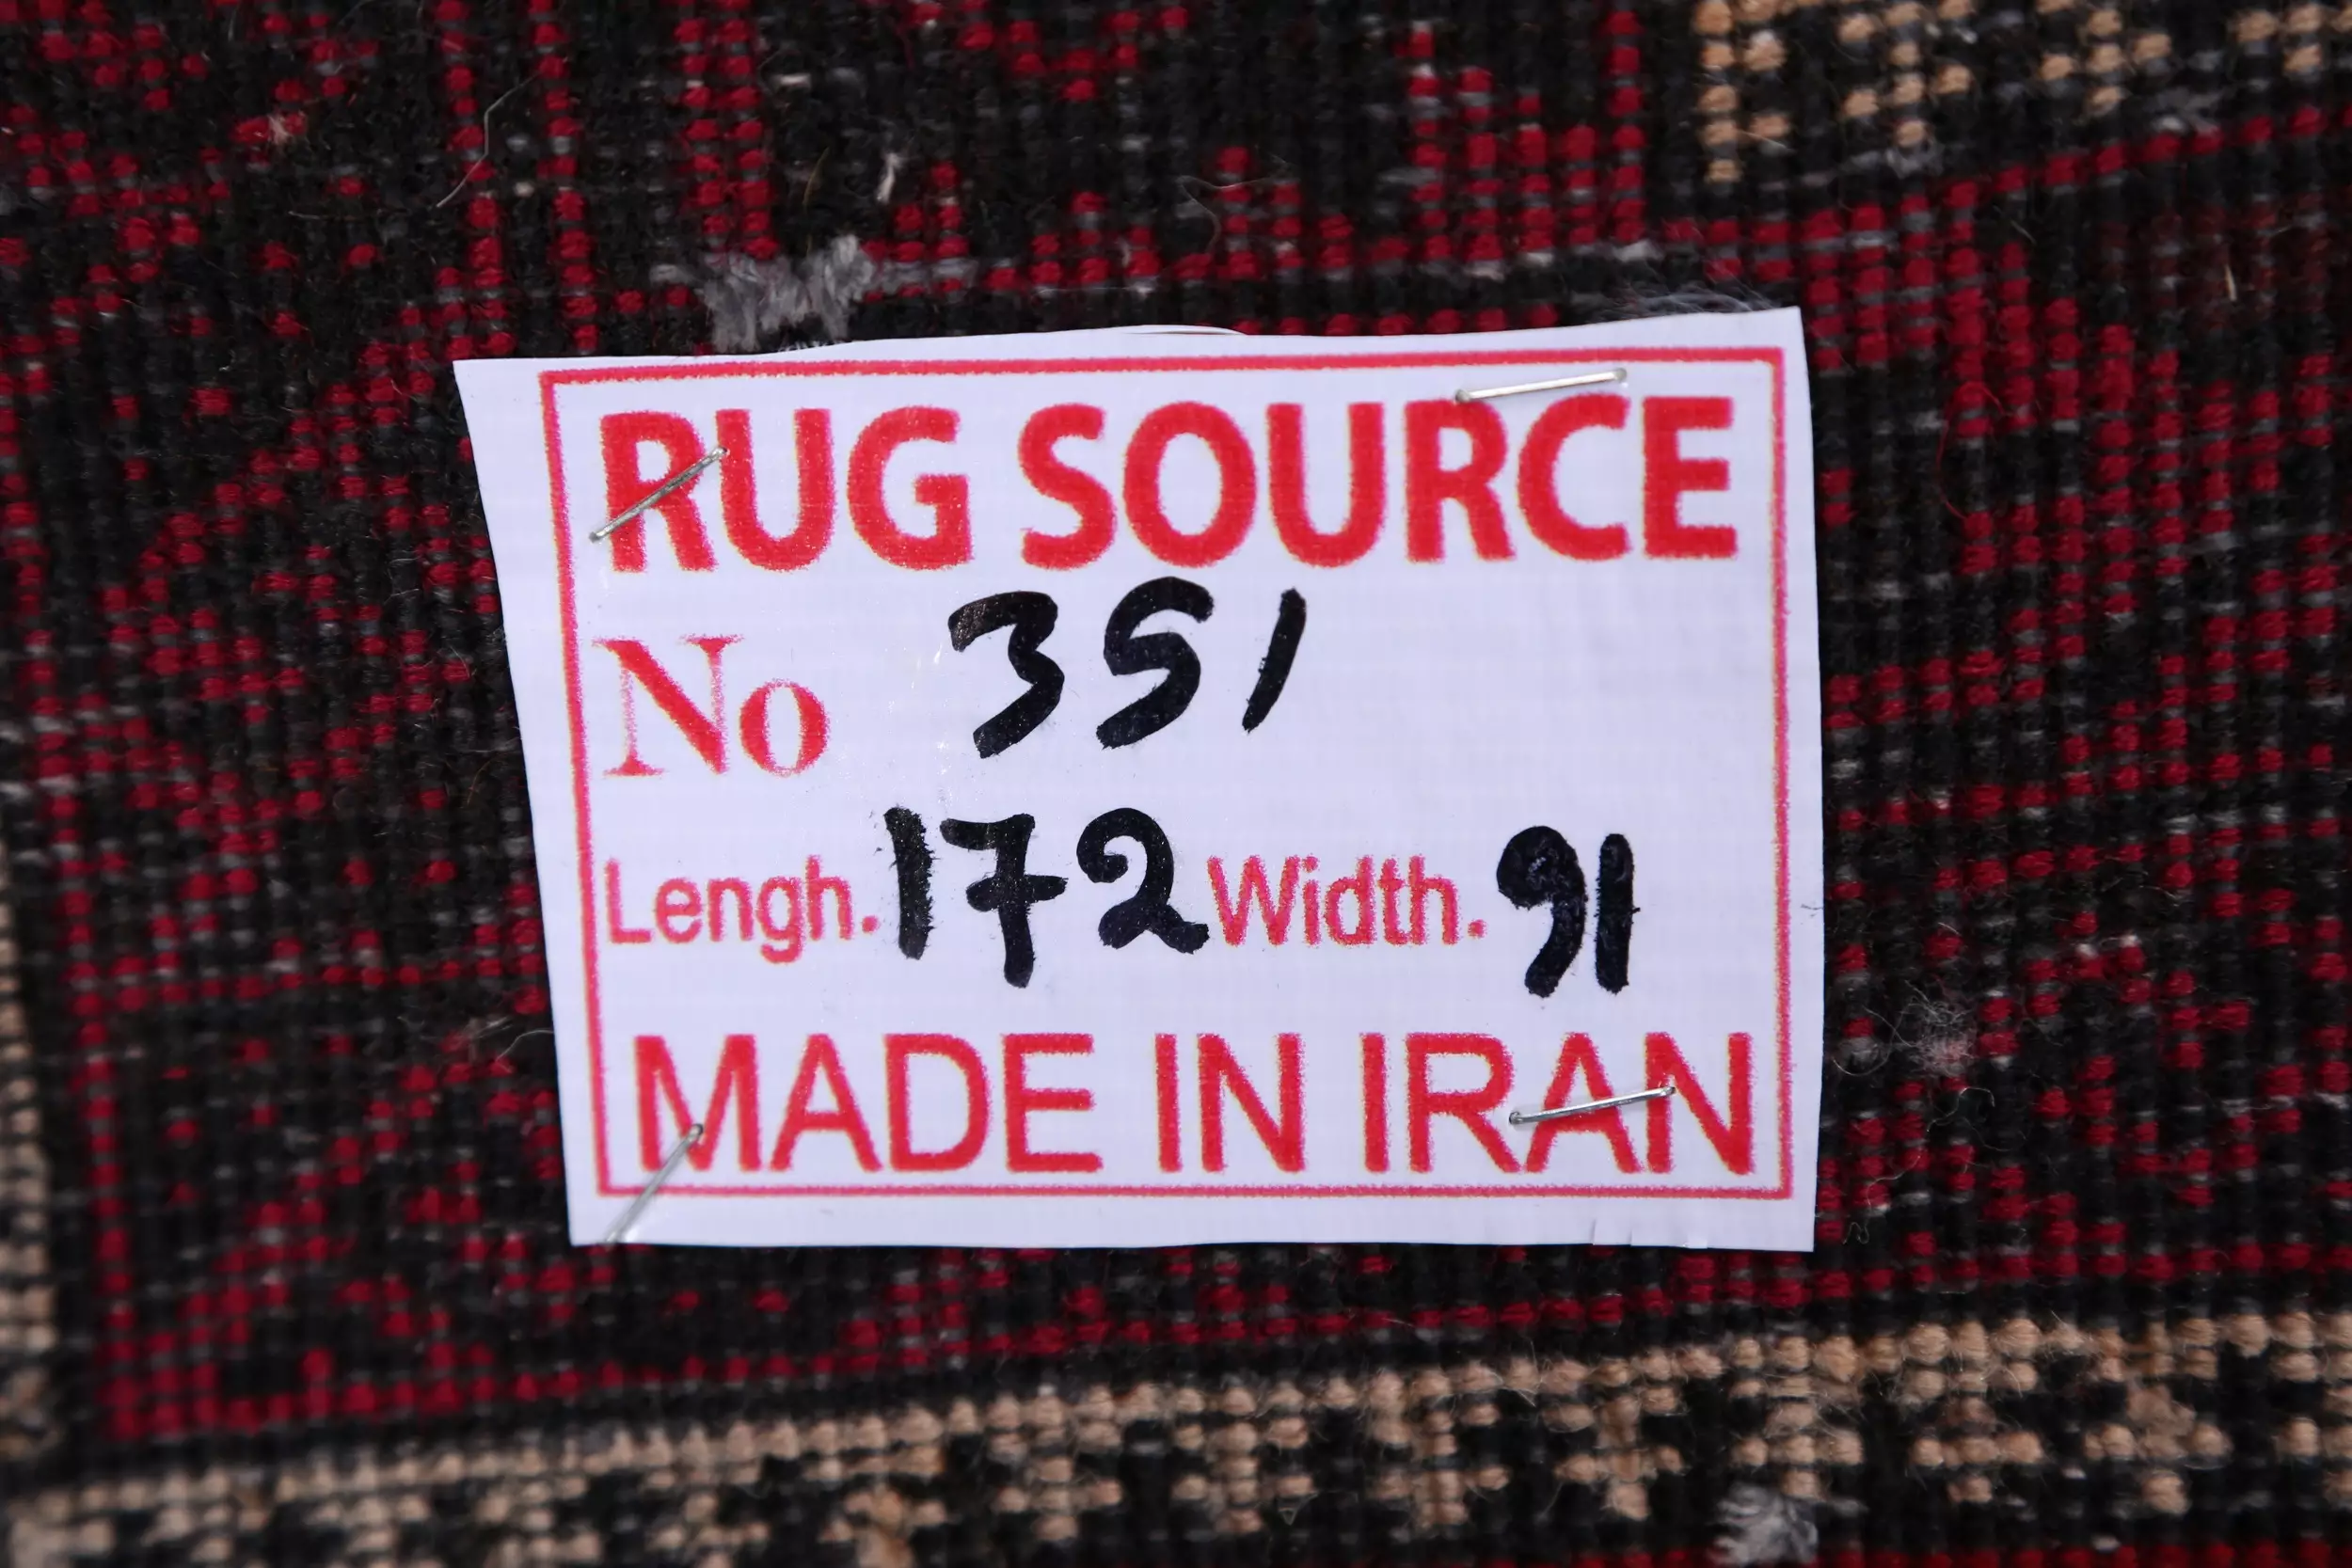 RUG SOURCE
No 351
Lengh. 172 Width. 91
MADE IN IRAN